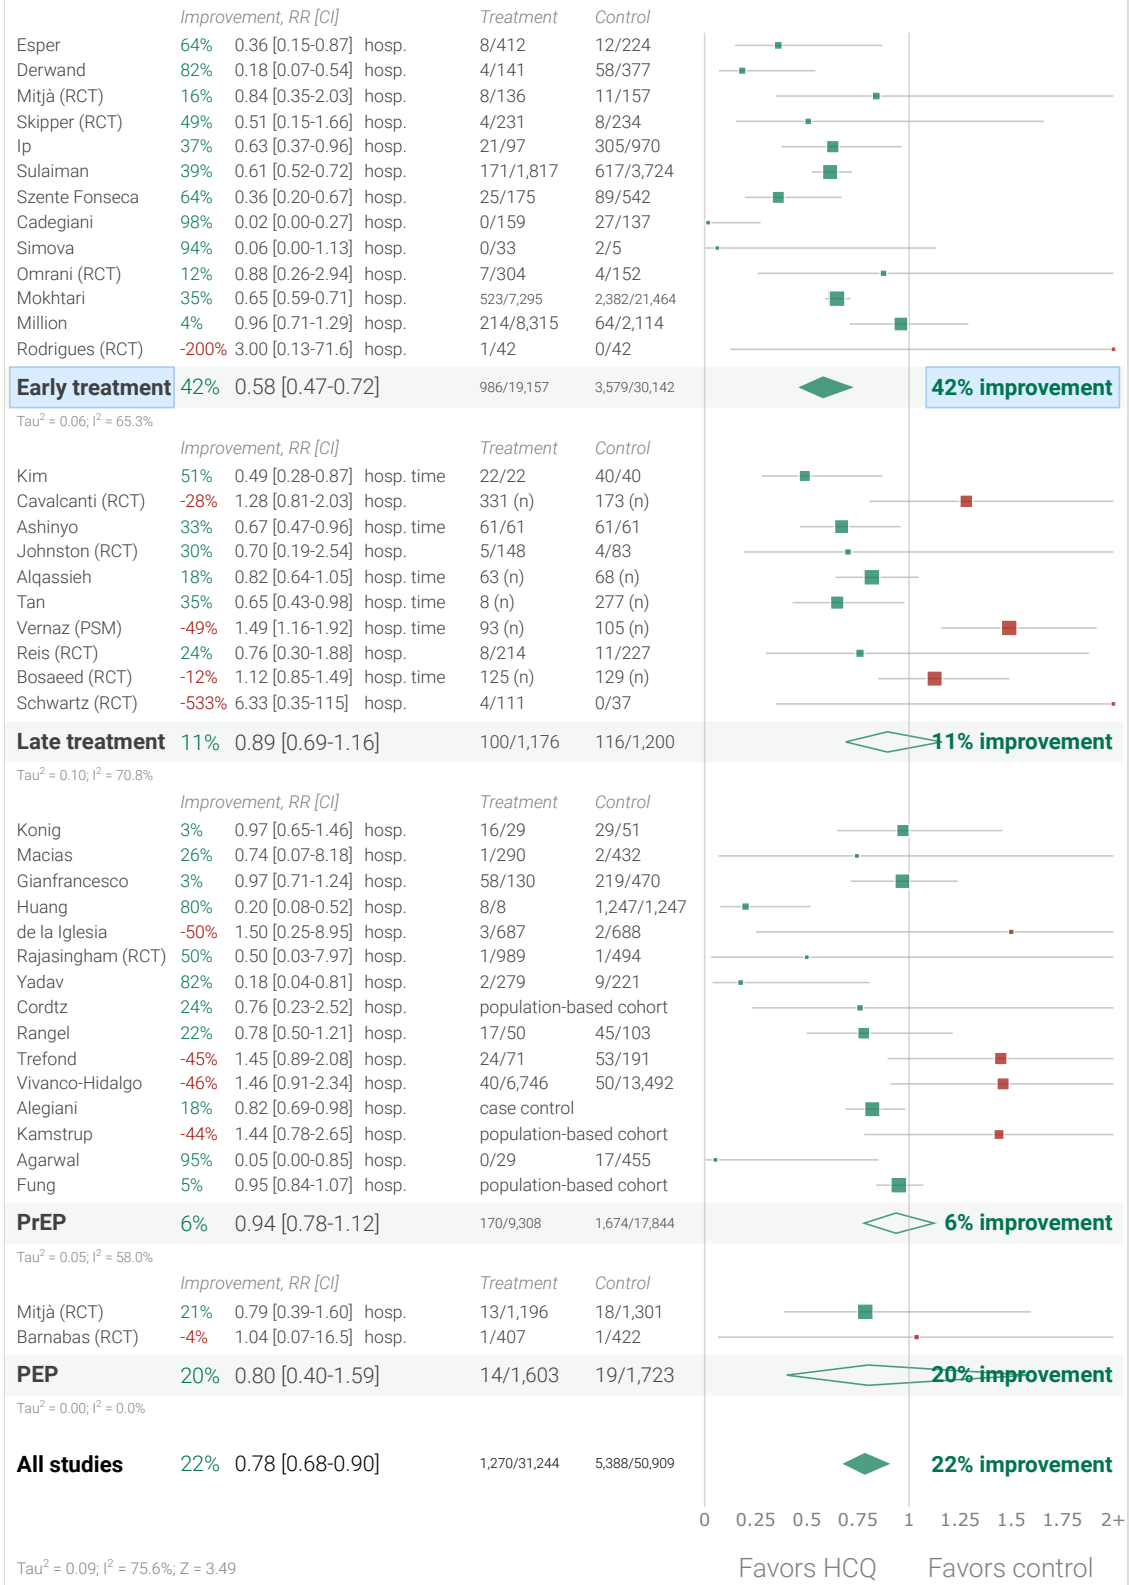 Improvement, RR [CI] Treatment Control
Esper 64% 0.36 [0.15-0.87] hosp. 8/412 12/224
Derwand 82% 0.18 [0.07-0.54] hosp. 4/141 58/377
Mitjà (RCT) 16% 0.84 [0.35-2.03] hosp. 8/136 11/157
Skipper (RCT) 49% 0.51 [0.15-1.66] hosp. 4/231 8/234
Ip 37% 0.63 [0.37-0.96] hosp. 21/97 305/970
Sulaiman 39% 0.61 [0.52-0.72] hosp. 171/1,817 617/3,724
Szente Fonseca 64% 0.36 [0.20-0.67] hosp. 25/175 89/542
Cadegiani 98% 0.02 [0.00-0.27] hosp. 0/159 27/137
Simova 94% 0.06 [0.00-1.13] hosp. 0/33 2/5
Omrani (RCT) 12% 0.88 [0.26-2.94] hosp. 7/304 4/152
Mokhtari 35% 0.65 [0.59-0.71] hosp. 523/7,295 2,382/21,464
Million 4% 0.96 [0.71-1.29] hosp. 214/8,315 64/2,114
Rodrigues (RCT) -200% 3.00 [0.13-71.6] hosp. 1/42 0/42
Early treatment 42% 0.58 [0.47-0.72] 986/19,157 3,579/30,142 42% improvement
Tau² = 0.06; I² = 65.3%
Improvement, RR [CI] Treatment Control
Kim 51% 0.49 [0.28-0.87] hosp. time 22/22 40/40
Cavalcanti (RCT) -28% 1.28 [0.81-2.03] hosp. 331 (n) 173 (n)
Ashinyo 33% 0.67 [0.47-0.96] hosp. time 61/61 61/61
Johnston (RCT) 30% 0.70 [0.19-2.54] hosp. 5/148 4/83
Alqassieh 18% 0.82 [0.64-1.05] hosp. time 63 (n) 68 (n)
Tan 35% 0.65 [0.43-0.98] hosp. time 8 (n) 277 (n)
Vernaz (PSM) -49% 1.49 [1.16-1.92] hosp. time 93 (n) 105 (n)
Reis (RCT) 24% 0.76 [0.30-1.88] hosp. 8/214 11/227
Bosaeed (RCT) -12% 1.12 [0.85-1.49] hosp. time 125 (n) 129 (n)
Schwartz (RCT) -533% 6.33 [0.35-115] hosp. 4/111 0/37
Late treatment 11% 0.89 [0.69-1.16] 100/1,176 116/1,200 11% improvement
Tau² = 0.10; I² = 70.8%
Improvement, RR [CI] Treatment Control
Konig 3% 0.97 [0.65-1.46] hosp. 16/29 29/51
Macias 26% 0.74 [0.07-8.18] hosp. 1/290 2/432
Gianfrancesco 3% 0.97 [0.71-1.24] hosp. 58/130 219/470
Huang 80% 0.20 [0.08-0.52] hosp. 8/8 1,247/1,247
de la Iglesia -50% 1.50 [0.25-8.95] hosp. 3/687 2/688
Rajasingham (RCT) 50% 0.50 [0.03-7.97] hosp. 1/989 1/494
Yadav 82% 0.18 [0.04-0.81] hosp. 2/279 9/221
Cordtz 24% 0.76 [0.23-2.52] hosp. population-based cohort
Rangel 22% 0.78 [0.50-1.21] hosp. 17/50 45/103
Trefond -45% 1.45 [0.89-2.08] hosp. 24/71 53/191
Vivanco-Hidalgo -46% 1.46 [0.91-2.34] hosp. 40/6,746 50/13,492
Alegiani 18% 0.82 [0.69-0.98] hosp. case control
Kamstrup -44% 1.44 [0.78-2.65] hosp. population-based cohort
Agarwal 95% 0.05 [0.00-0.85] hosp. 0/29 17/455
Fung 5% 0.95 [0.84-1.07] hosp. population-based cohort
PrEP 6% 0.94 [0.78-1.12] 170/9,308 1,674/17,844 6% improvement
Tau² = 0.05; I² = 58.0%
Improvement, RR [CI] Treatment Control
Mitjà (RCT) 21% 0.79 [0.39-1.60] hosp. 13/1,196 18/1,301
Barnabas (RCT) -4% 1.04 [0.07-16.5] hosp. 1/407 1/422
PEP 20% 0.80 [0.40-1.59] 14/1,603 19/1,723 20% improvement
Tau² = 0.00; I² = 0.0%
All studies 22% 0.78 [0.68-0.90] 1,270/31,244 5,388/50,909 22% improvement
0 0.25 0.5 0.75 1 1.25 1.5 1.75 2+
Tau² = 0.09; I² = 75.6%; Z = 3.49 Favors HCQ Favors control